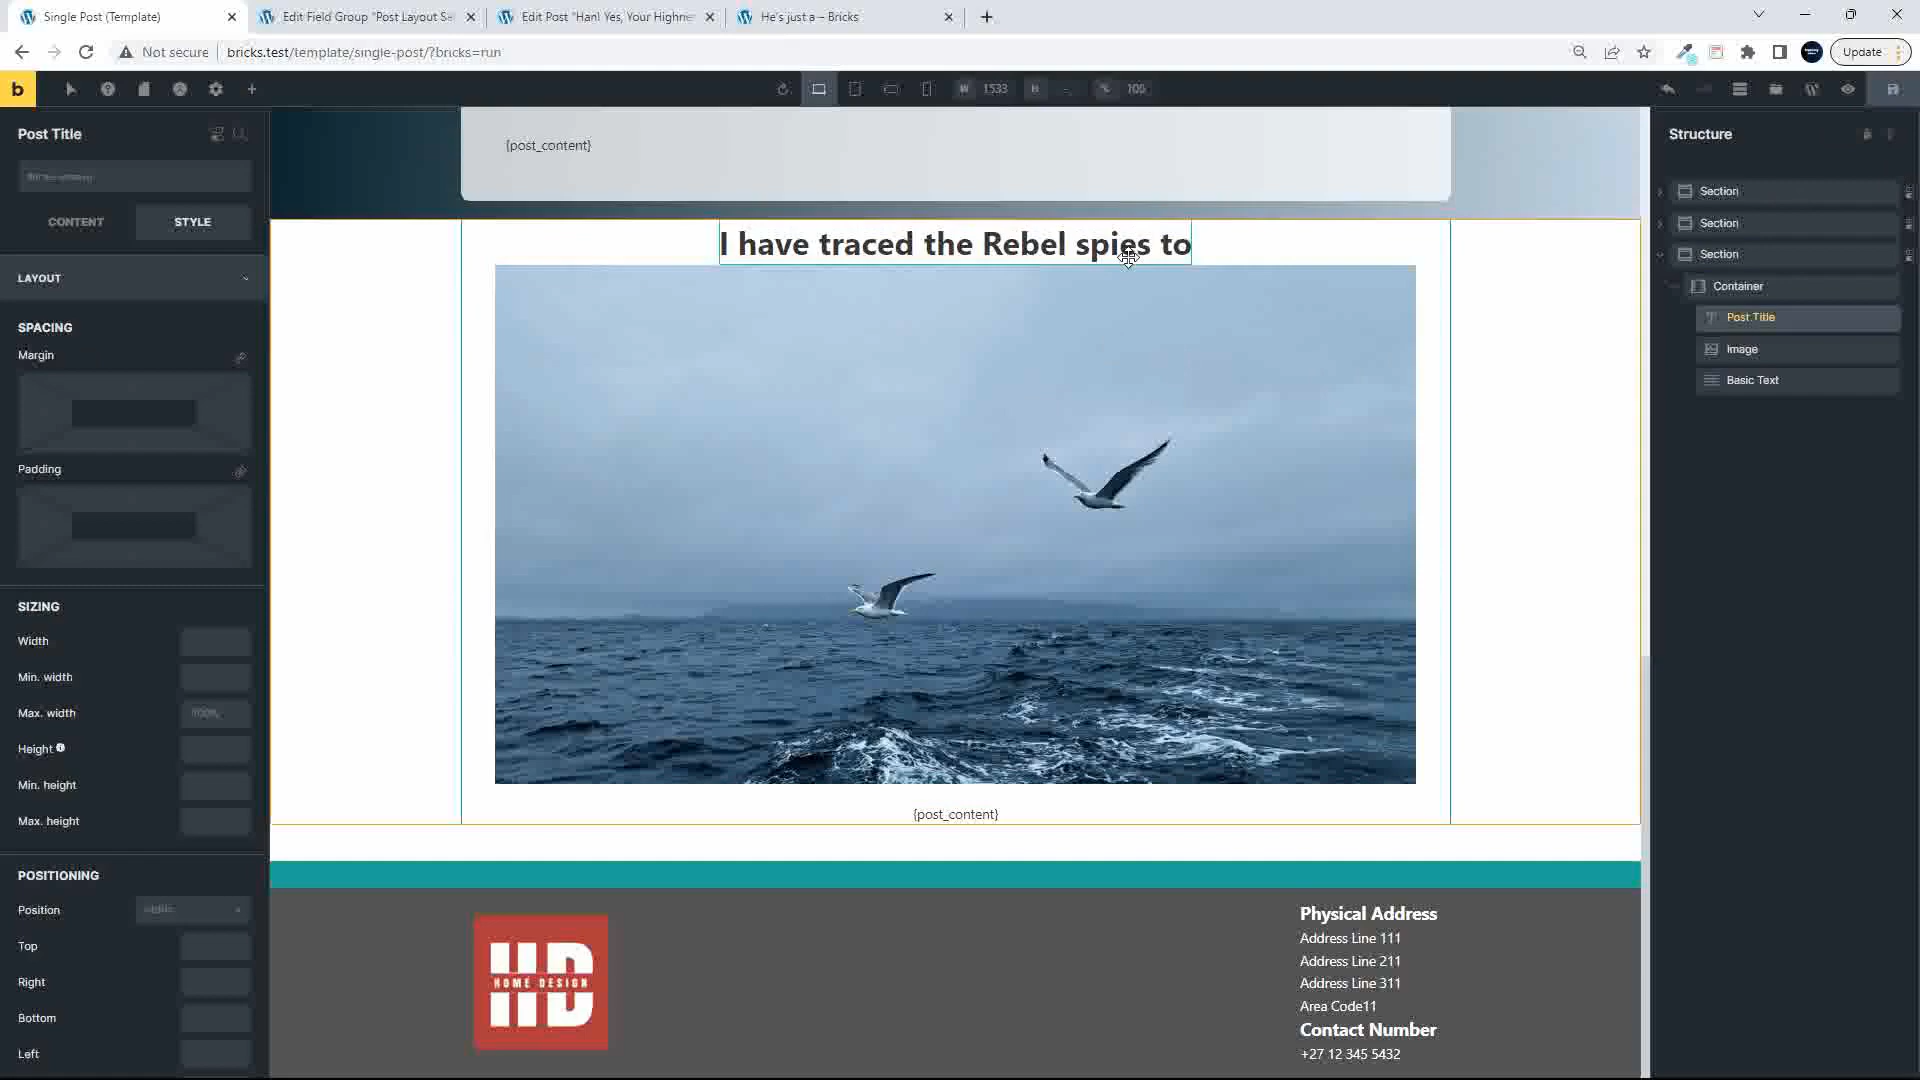 Single Post (Template)
Edit Field Group "Post Layout Se
Edit Post "Han! Yes, Your Highne
He's just a – Bricks
Not secure
bricks.test/template/single-post/?bricks=run
Update
b
W 1533
H
100
Post Title
Structure
CONTENT
STYLE
LAYOUT
SPACING
Margin
Padding
SIZING
Width
Min. width
Max. width
100%
Height
Min. height
Max. height
POSITIONING
Position
Top
Right
Bottom
Left
{post_content}
I have traced the Rebel spies to
{post_content}
HD
HOME DESIGN
Physical Address
Address Line 111
Address Line 211
Address Line 311
Area Code11
Contact Number
+27 12 345 5432
Section
Section
Section
Container
Post Title
Image
Basic Text